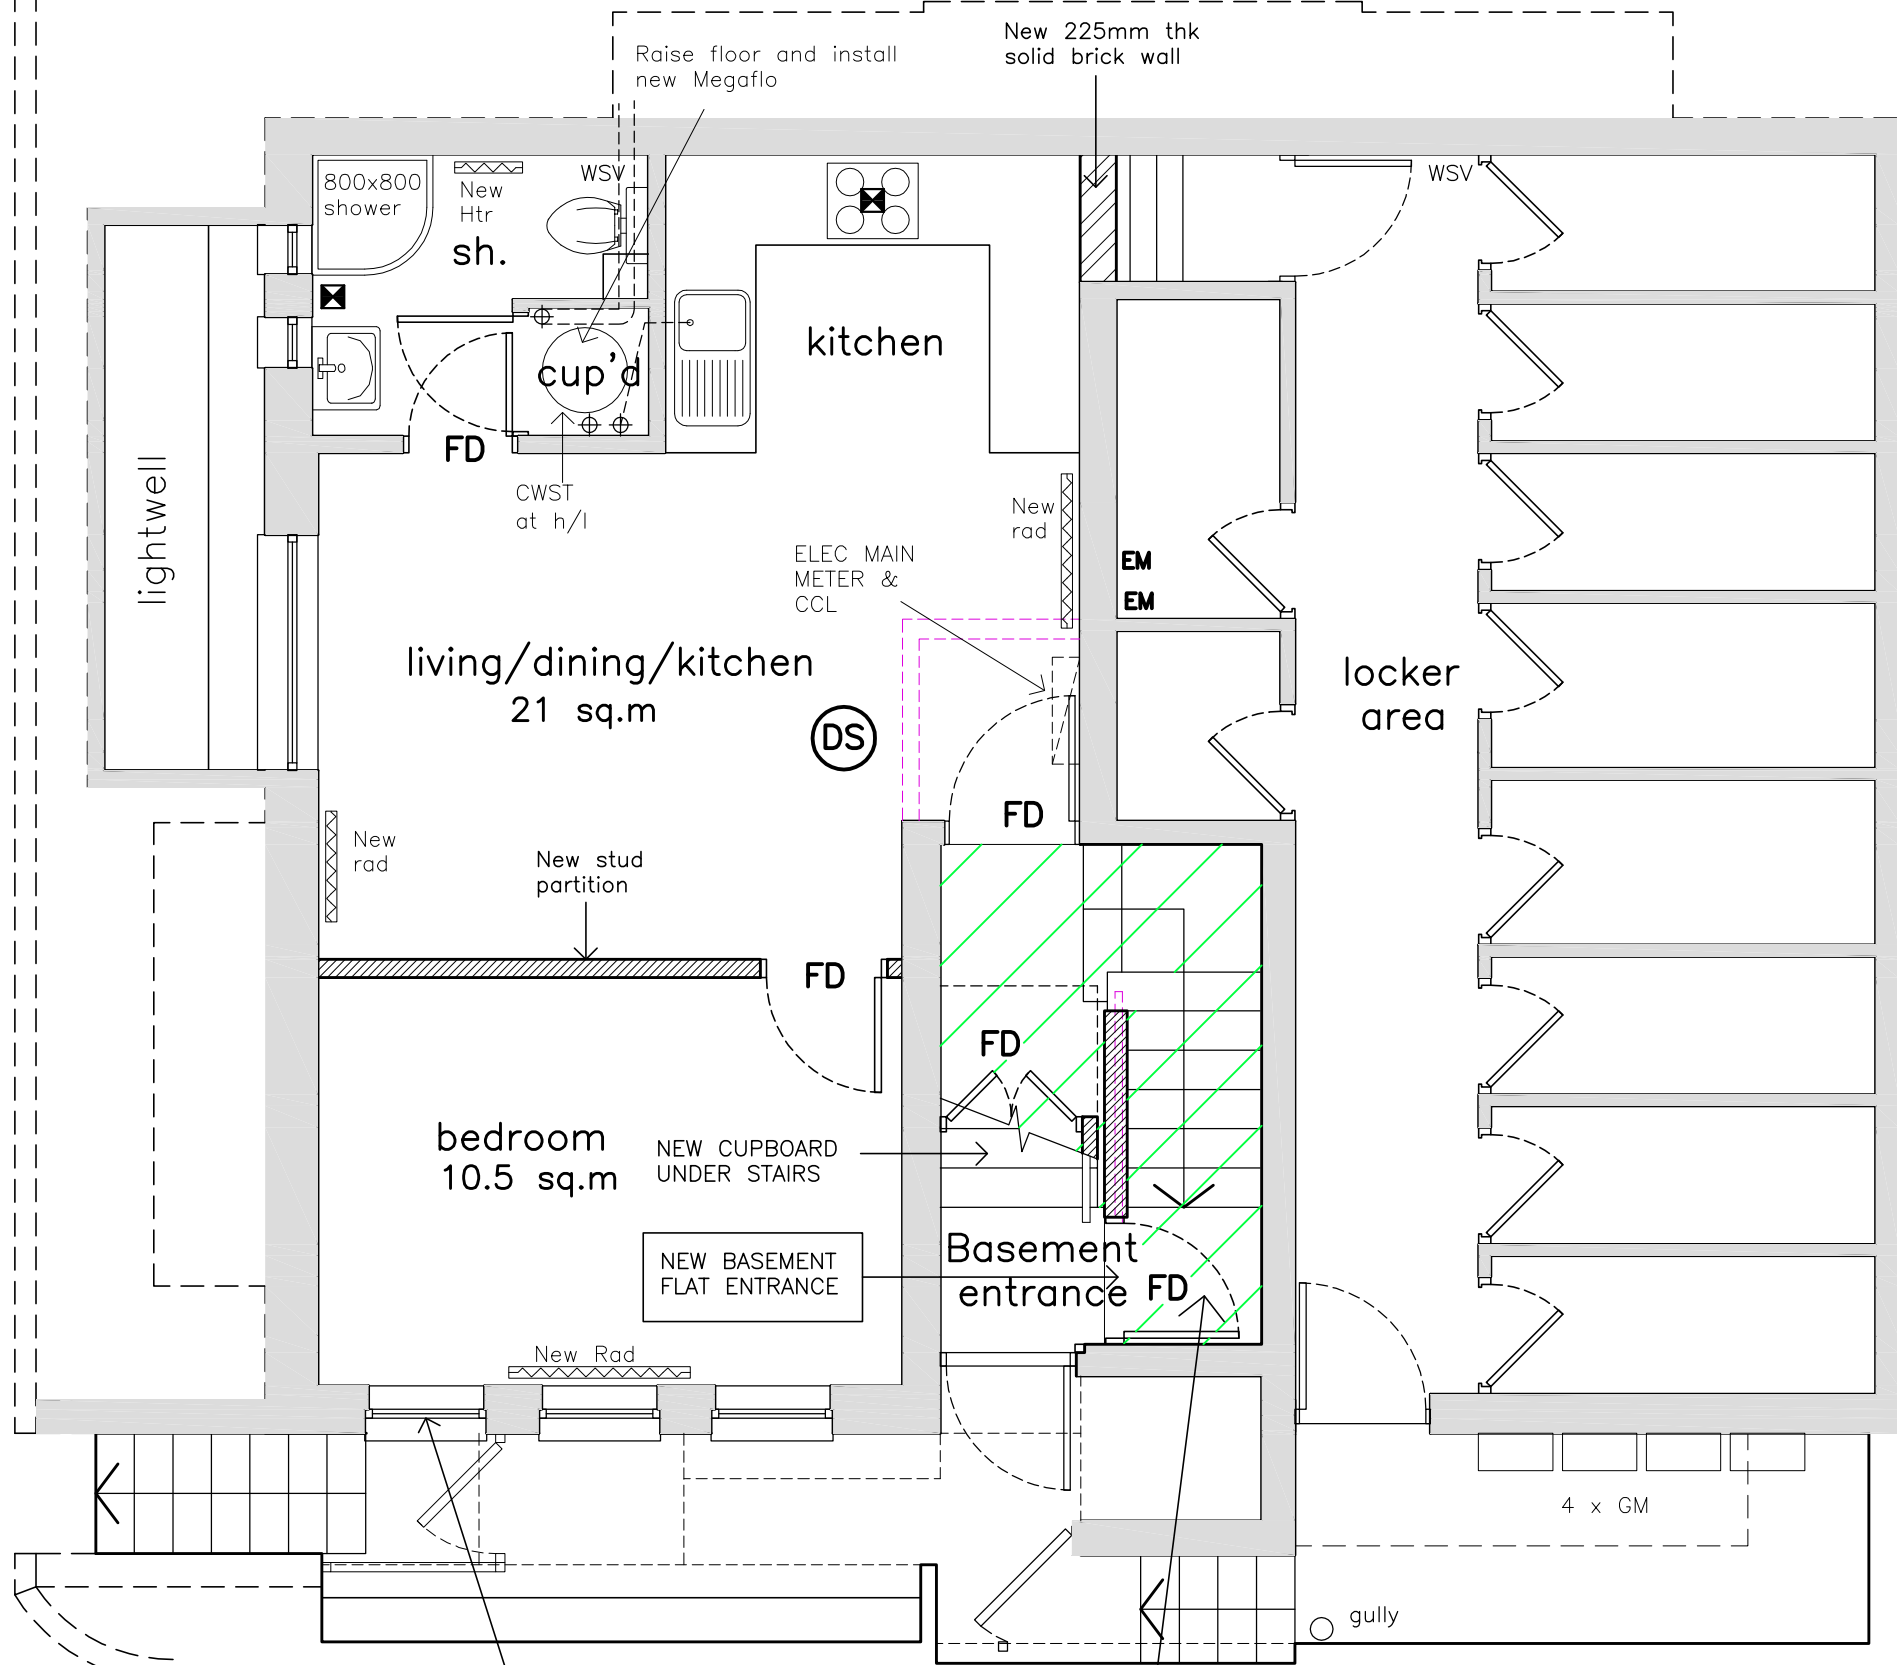 New 225mm thk
solid brick wall
Raise floor and install
new Megaflo
800x800
shower
New
Htr
sh.
WSV
WSV
kitchen
cup'd
FD
CWST
at h/l
lightwell
New
rad
ELEC MAIN
METER &
CCL
EM
EM
living/dining/kitchen
21 sq.m
DS
locker
area
FD
New
rad
New stud
partition
FD
FD
bedroom
10.5 sq.m
NEW CUPBOARD
UNDER STAIRS
NEW BASEMENT
FLAT ENTRANCE
Basement
entrance
FD
New Rad
4 x GM
gully